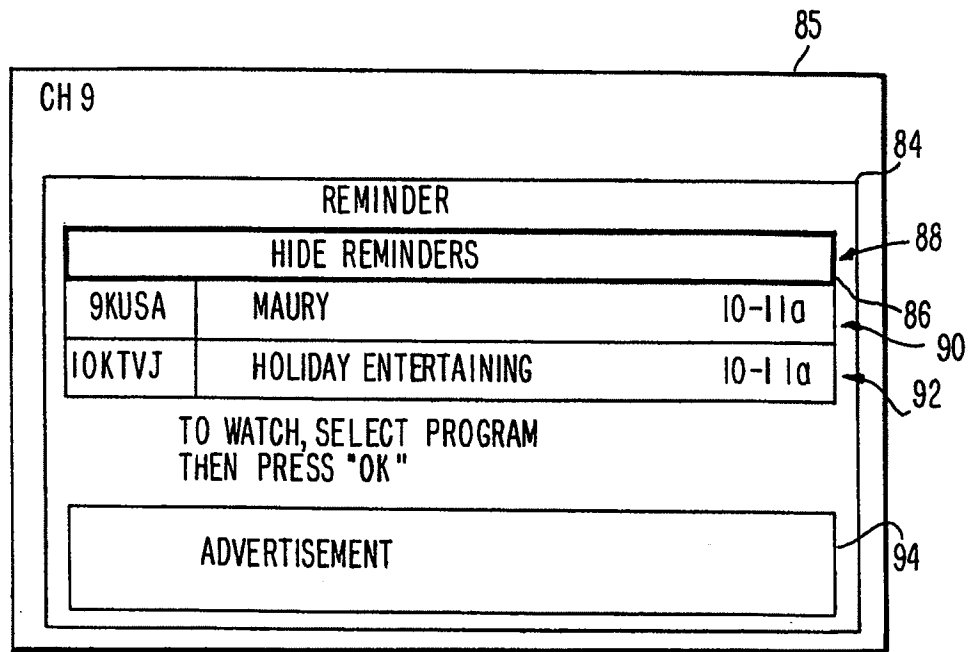 85
CH 9
84
REMINDER
HIDE REMINDERS
88
86
9KUSA MAURY 10-11a
90
10KTVJ HOLIDAY ENTERTAINING 10-11a
92
TO WATCH, SELECT PROGRAM
THEN PRESS "OK"
ADVERTISEMENT
94